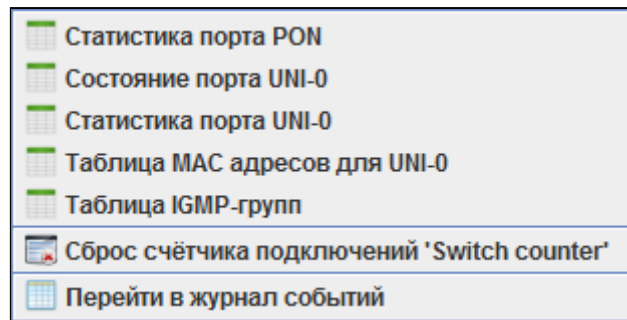 Статистика порта PON
Состояние порта UNI-0
Статистика порта UNI-0
Таблица MAC адресов для UNI-0
Таблица IGMP-групп
Сброс счётчика подключений 'Switch counter'
Перейти в журнал событий